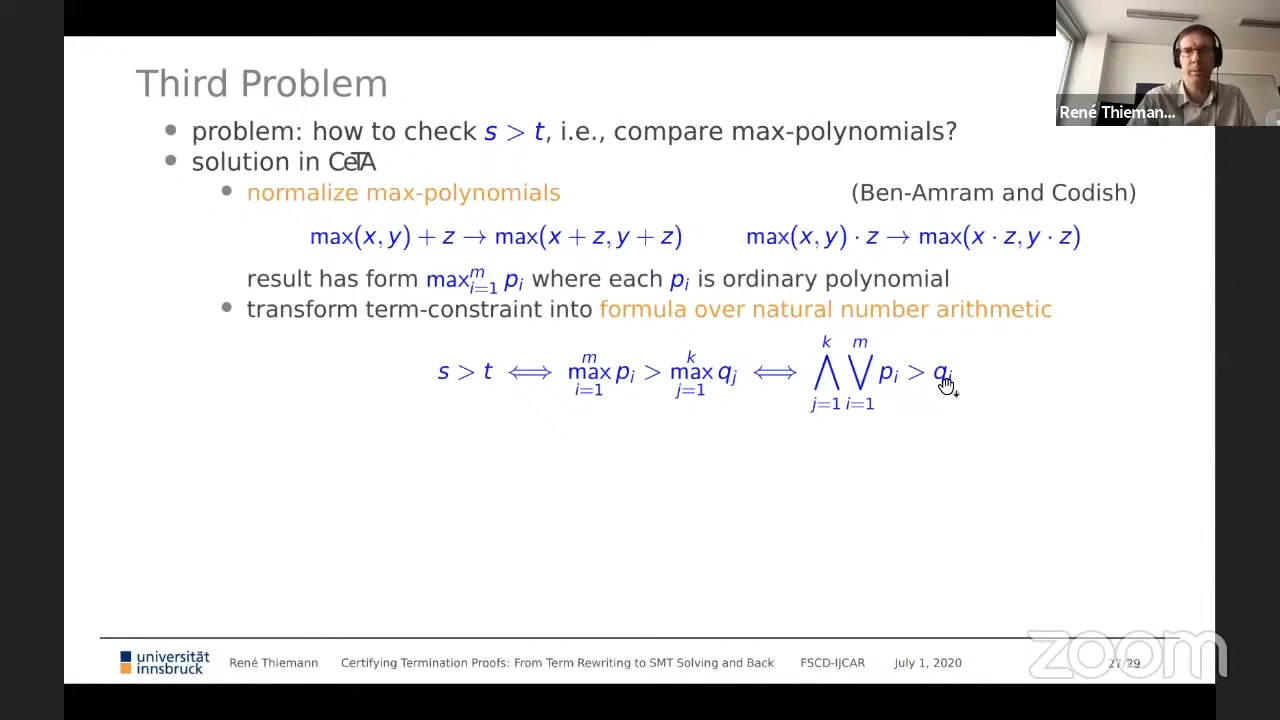 Third Problem
René Thieman...
problem: how to check s > t, i.e., compare max-polynomials?
solution in CeTA
normalize max-polynomials (Ben-Amram and Codish)
max(x, y) + z → max(x + z, y + z) max(x, y) · z → max(x · z, y · z)
result has form max_{i=1}^m p_i where each p_i is ordinary polynomial
transform term-constraint into formula over natural number arithmetic
s > t ⟺ max_{i=1}^m p_i > max_{j=1}^k q_j ⟺ ⋀_{j=1}^k ⋁_{i=1}^m p_i > q_j
universität
innsbruck
René Thiemann Certifying Termination Proofs: From Term Rewriting to SMT Solving and Back FSCD-IJCAR July 1, 2020 27/29
zoom